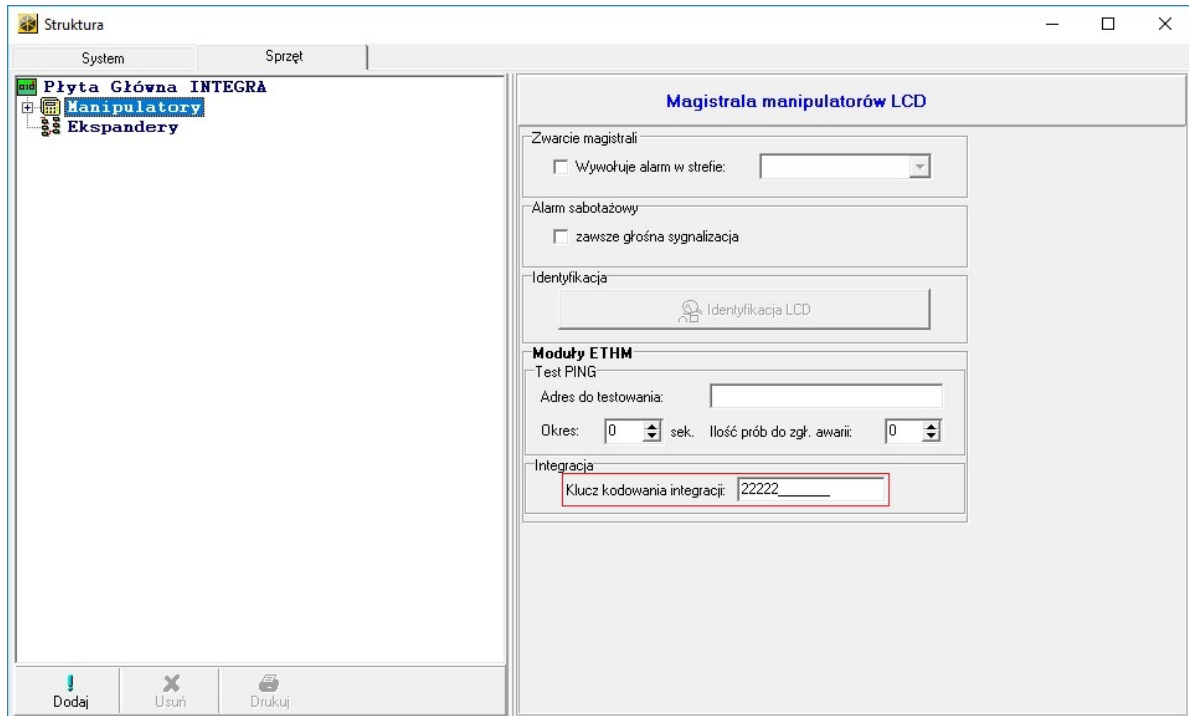 Struktura
System Sprzęt
Płyta Główna INTEGRA
Manipulatory
Ekspandery
Magistrala manipulatorów LCD
Zwarcie magistrali
Wywołuje alarm w strefie:
Alarm sabotażowy
zawsze głośna sygnalizacja
Identyfikacja
Identyfikacja LCD
Moduły ETHM
Test PING
Adres do testowania:
Okres: 0 sek. Ilość prób do zgł. awarii: 0
Integracja
Klucz kodowania integracji: 22222_______
Dodaj Usuń Drukuj